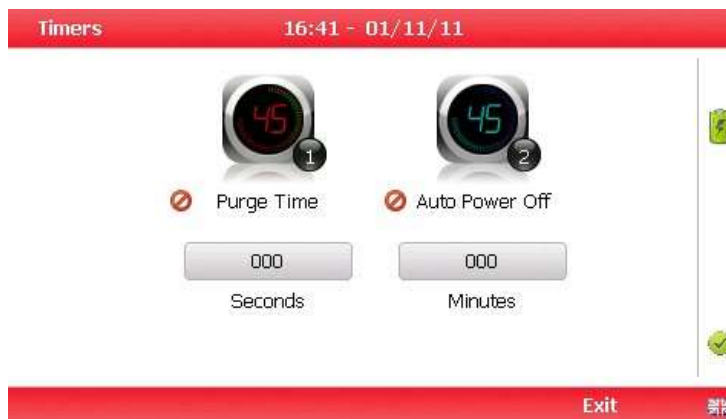 Timers 16:41 - 01/11/11
45 45
1 2
Purge Time Auto Power Off
000 000
Seconds Minutes
Exit